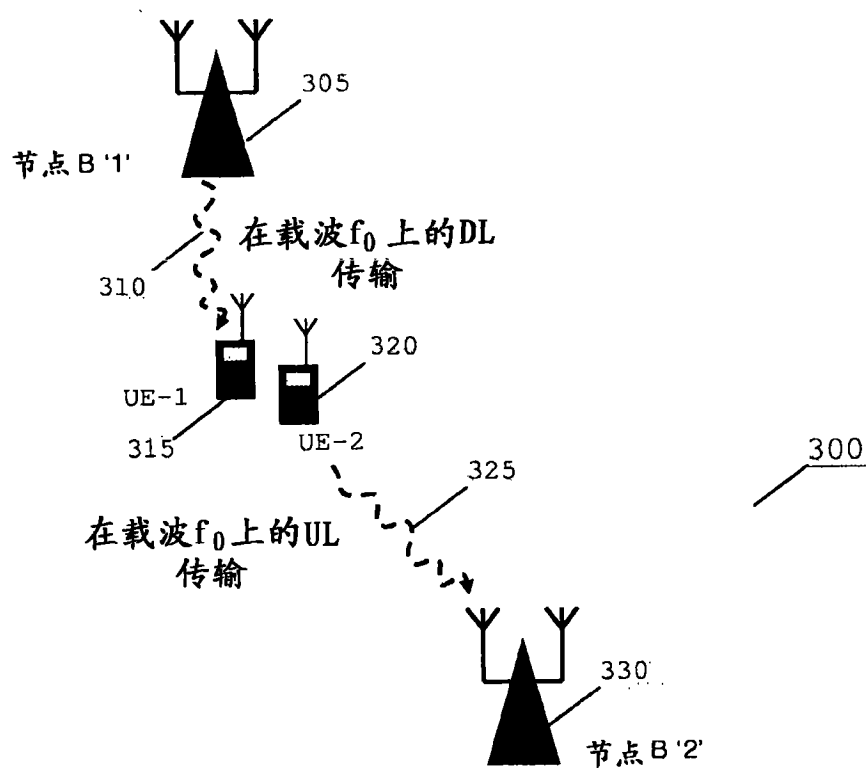 305
节点 B '1'
在载波f0 上的DL
传输
310
320
UE-1
315
UE-2
300
325
在载波f0 上的UL
传输
330
节点 B '2'